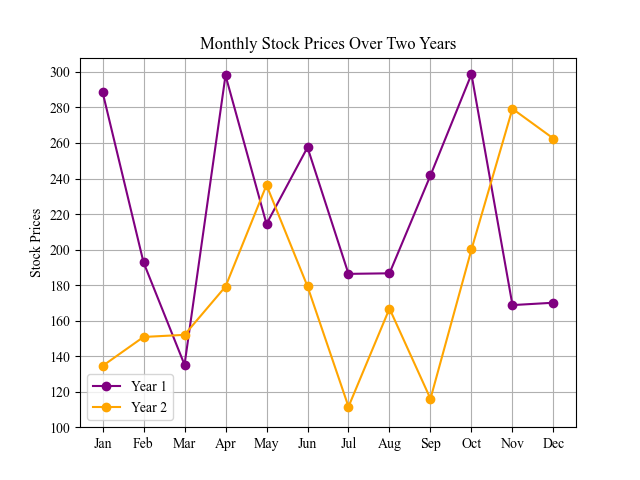 Monthly Stock Prices Over Two Years
Stock Prices
300
280
260
240
220
200
180
160
140
120
100
Year 1
Year 2
Jan Feb Mar Apr May Jun Jul Aug Sep Oct Nov Dec